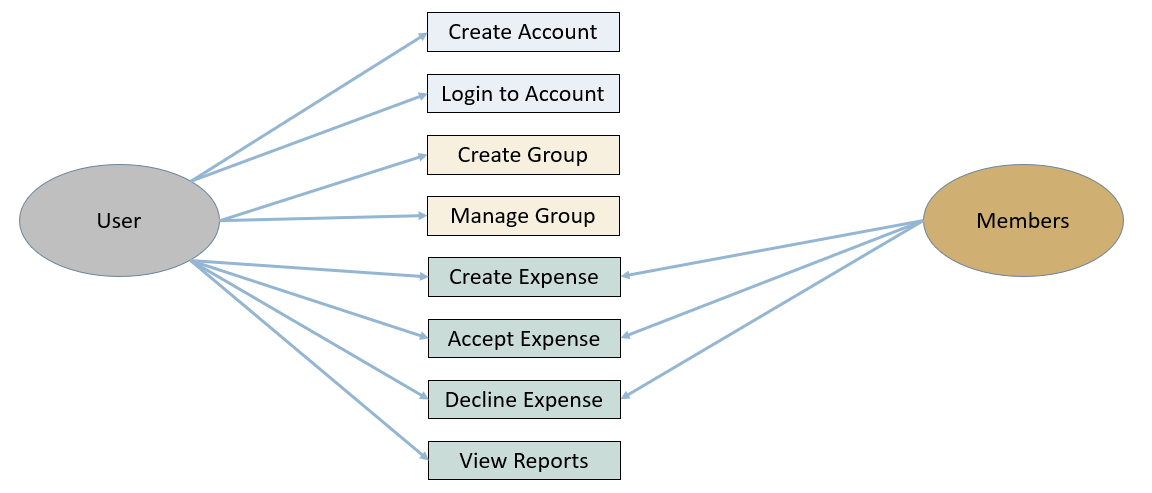 Create Account
Login to Account
Create Group
Manage Group
User
Members
Create Expense
Accept Expense
Decline Expense
View Reports